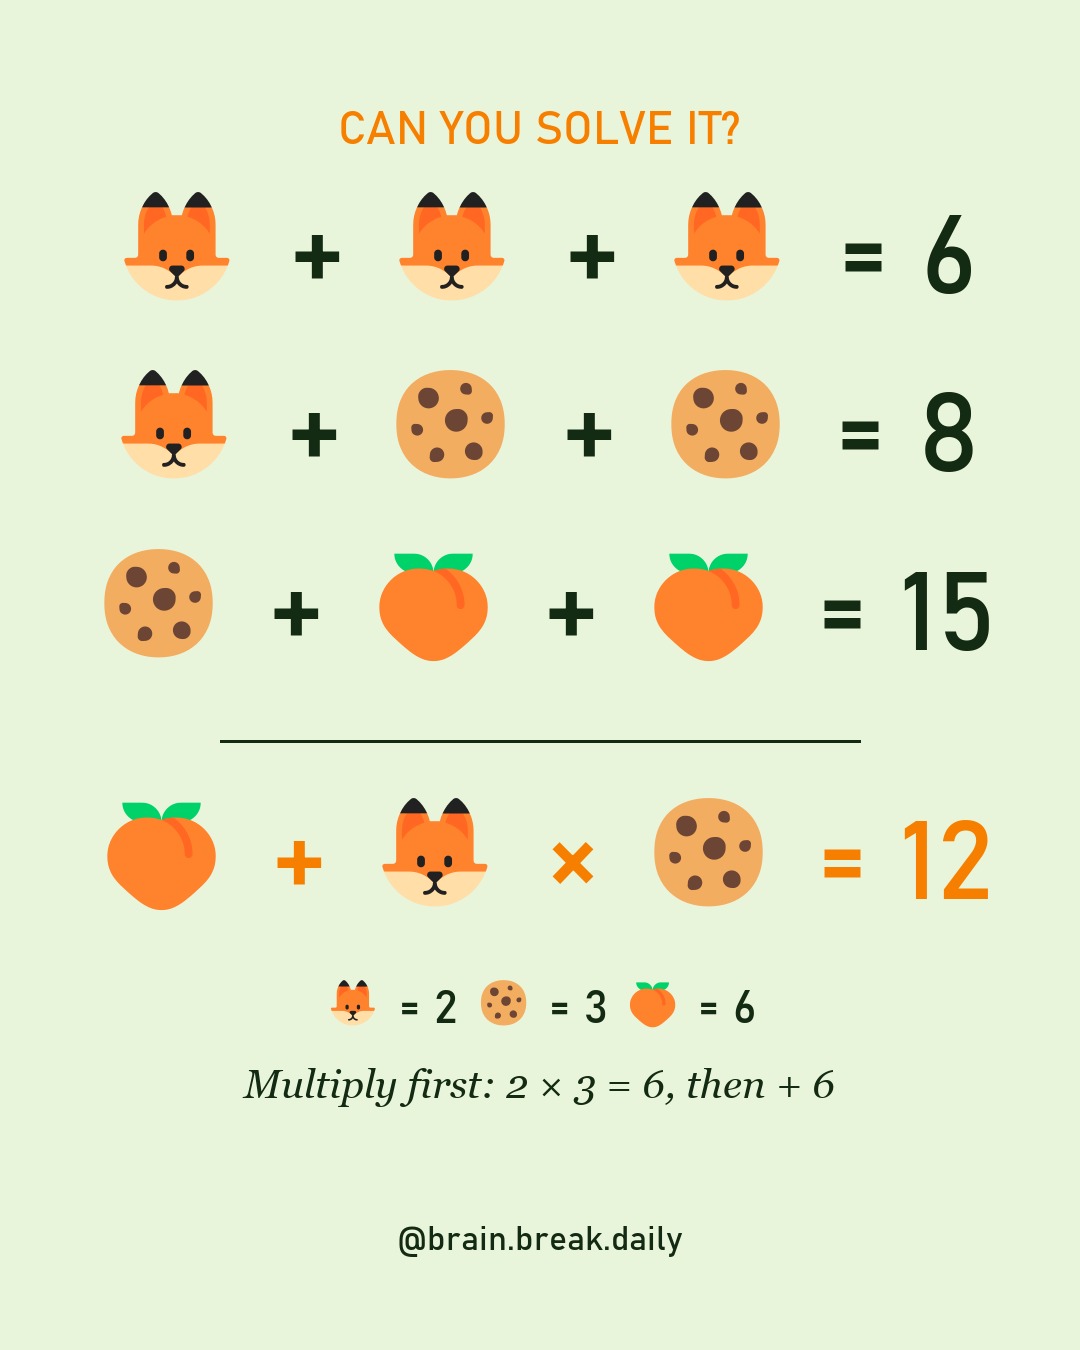 CAN YOU SOLVE IT?
+ + = 6
+ + = 8
+ + = 15
+ × = 12
= 2 = 3 = 6
Multiply first: 2 × 3 = 6, then + 6
@brain.break.daily